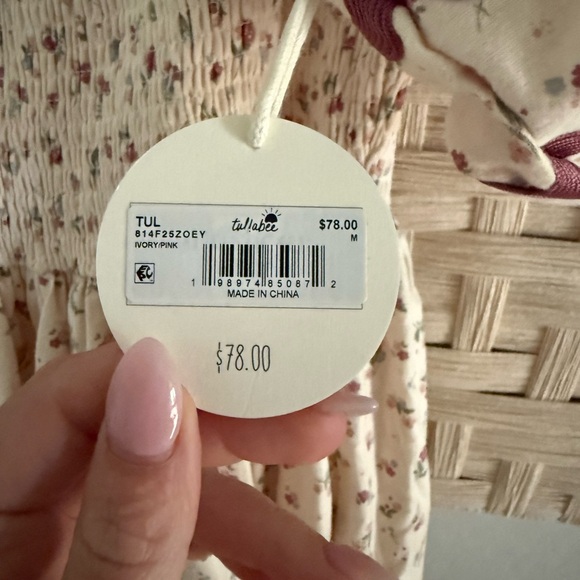 TUL
tullabee
$78.00
814F25ZOEY
IVORY/PINK
M
1 98974 85087 2
MADE IN CHINA
$78.00